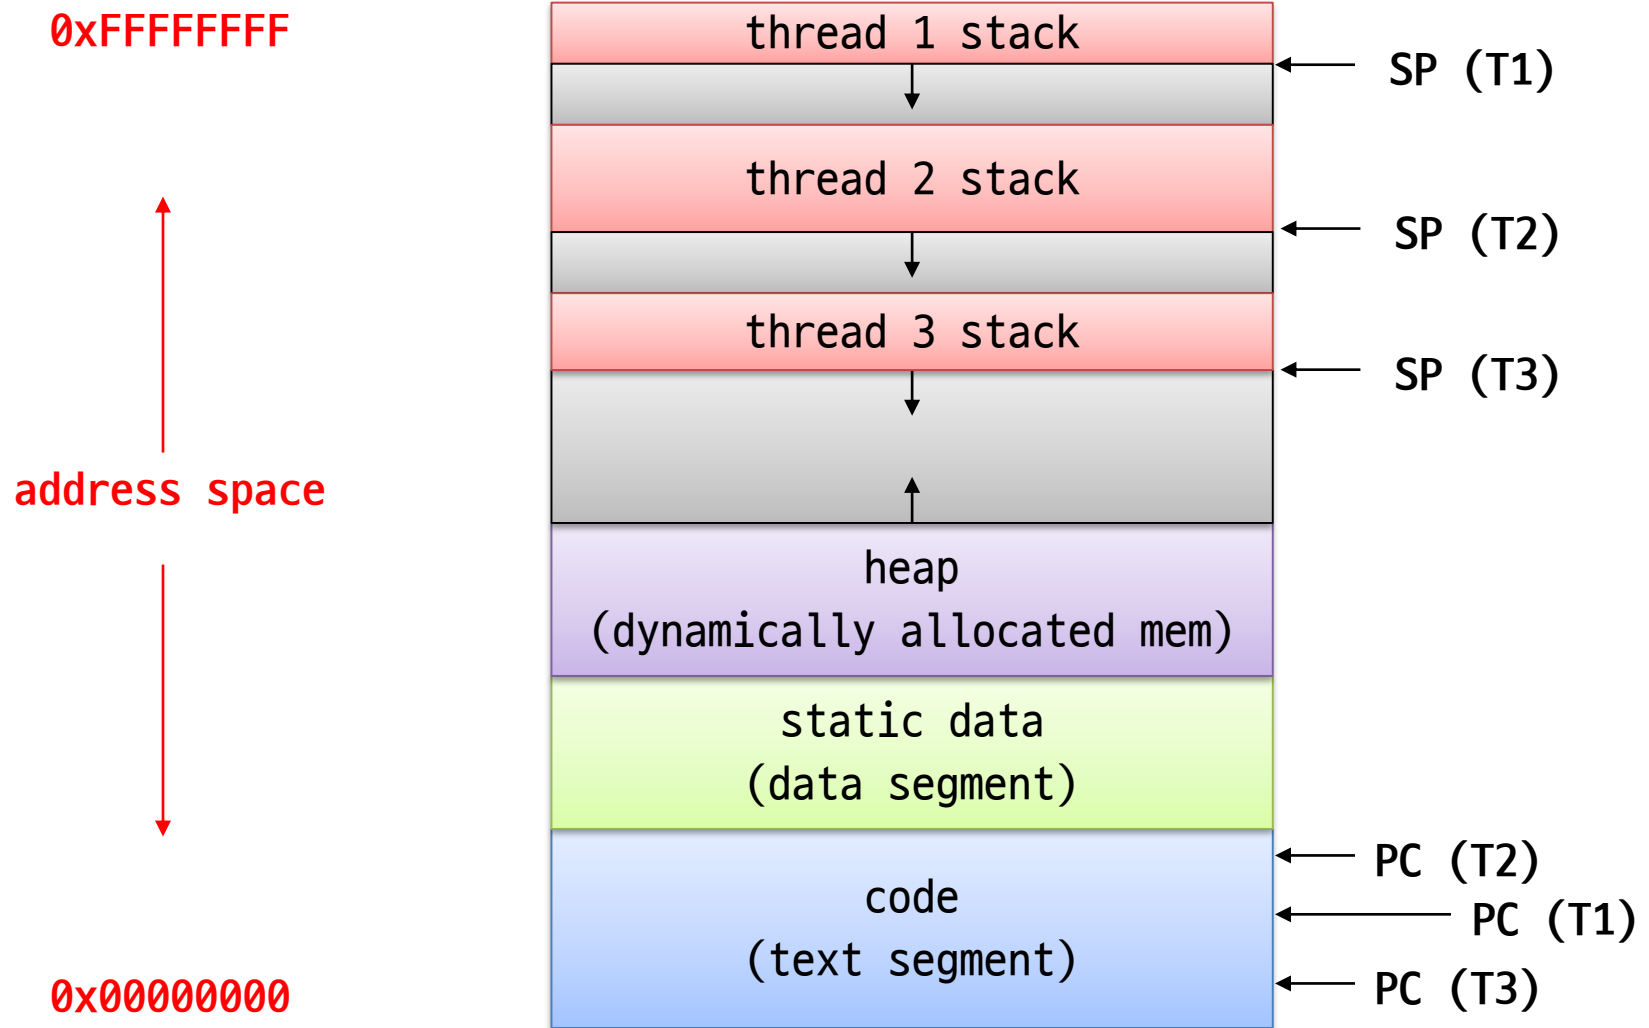 0xFFFFFFFF
thread 1 stack
SP (T1)
thread 2 stack
SP (T2)
thread 3 stack
SP (T3)
address space
heap
(dynamically allocated mem)
static data
(data segment)
PC (T2)
code
PC (T1)
(text segment)
PC (T3)
0x00000000